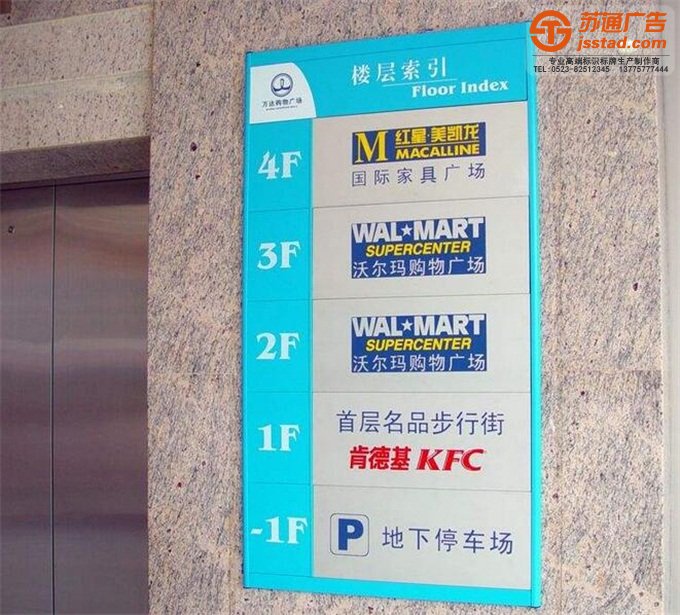 苏通广告
jsstad.com
专业高端标识标牌生产制作商
TEL:0523-82512345 13775777444
万达购物广场
楼层索引
Floor Index
4F
M 红星·美凯龙
MACALLINE
国际家具广场
3F
WAL★MART
SUPERCENTER
沃尔玛购物广场
2F
WAL★MART
SUPERCENTER
沃尔玛购物广场
1F
首层名品步行街
肯德基 KFC
-1F
P 地下停车场